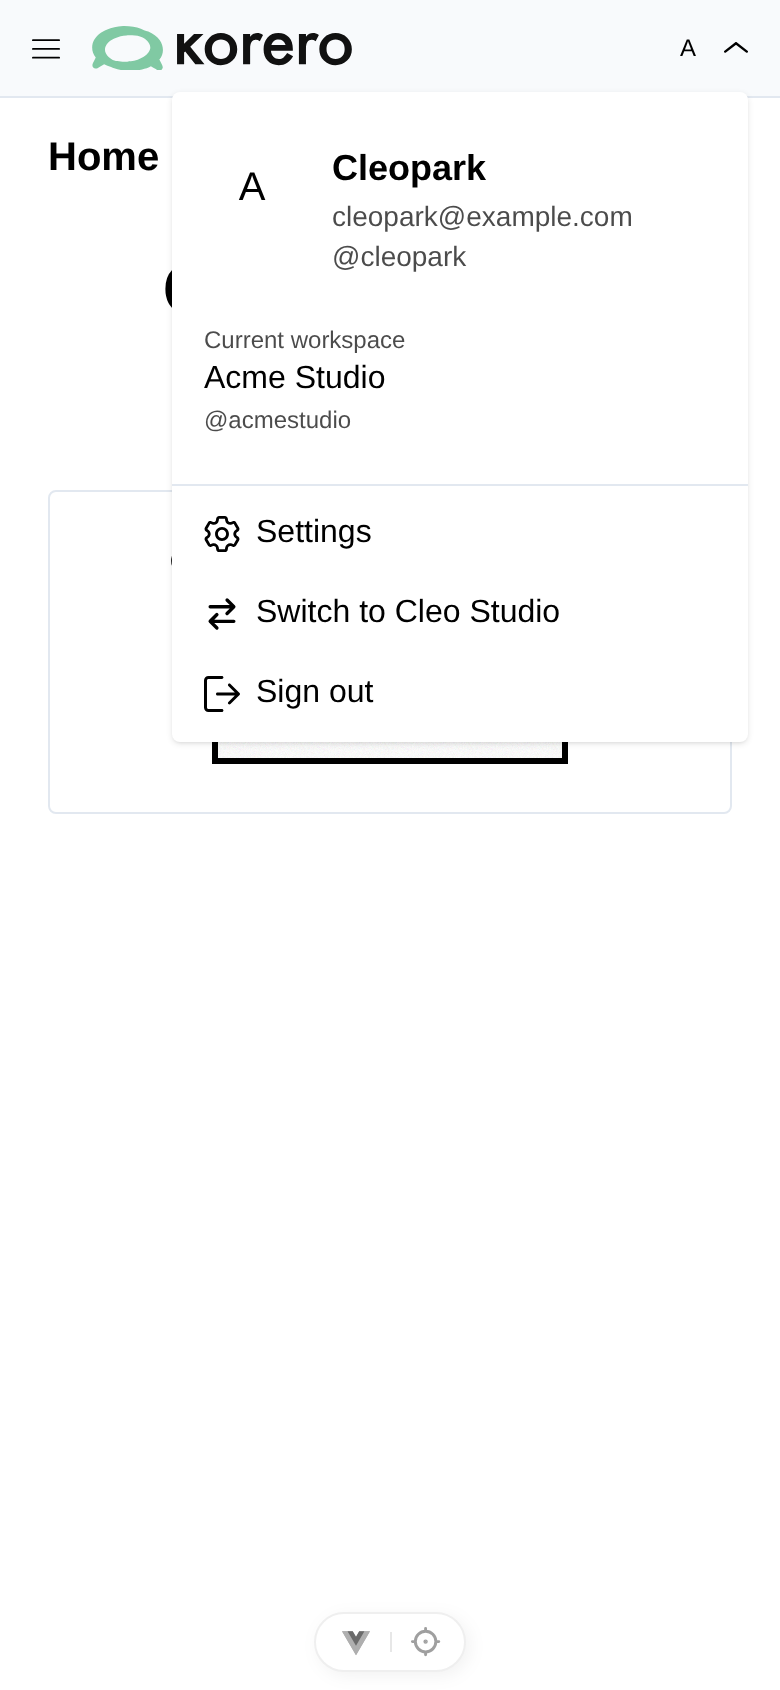 korero
A
Home
A
Cleopark
cleopark@example.com
@cleopark
Current workspace
Acme Studio
@acmestudio
Settings
Switch to Cleo Studio
Sign out